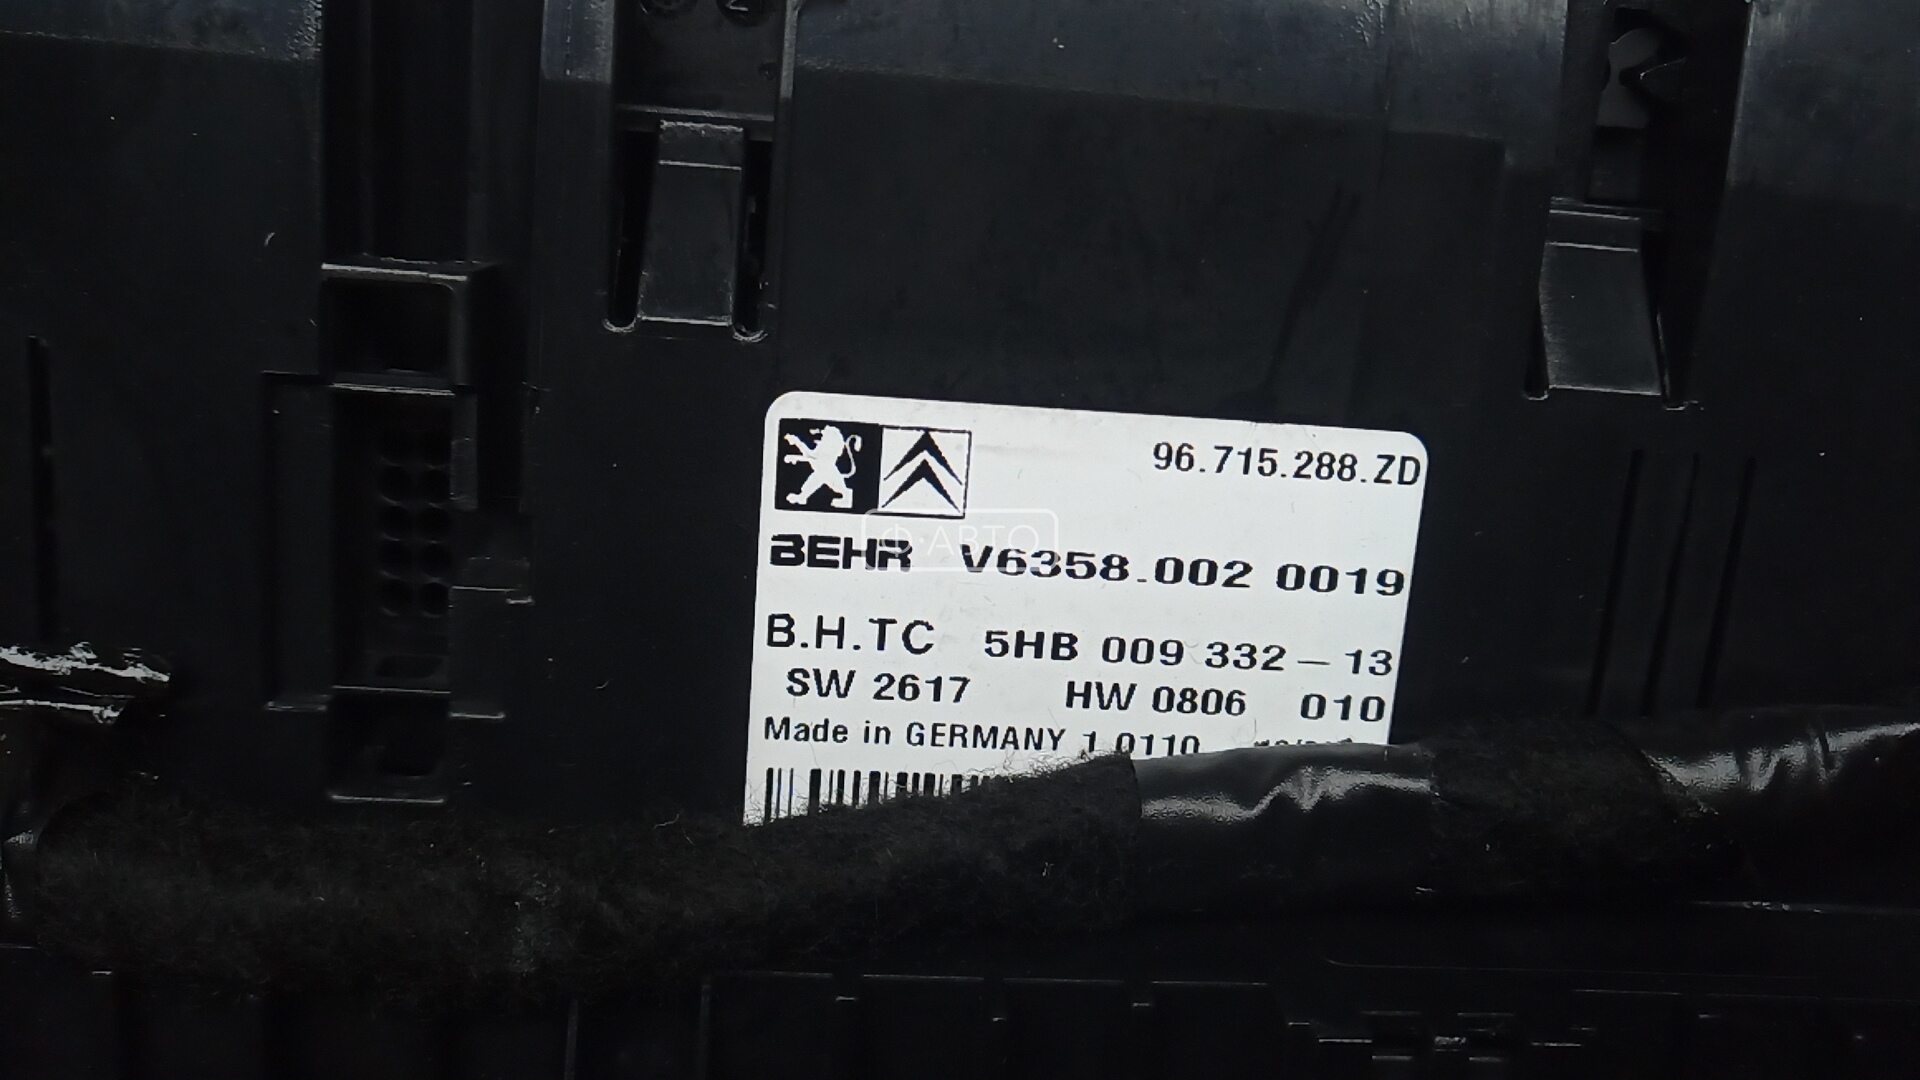 96.715.288.ZD
BEHR V6358.002 0019
Ф·АВТО
B.H.TC 5HB 009 332 - 13
SW 2617 HW 0806 010
Made in GERMANY 1 0110